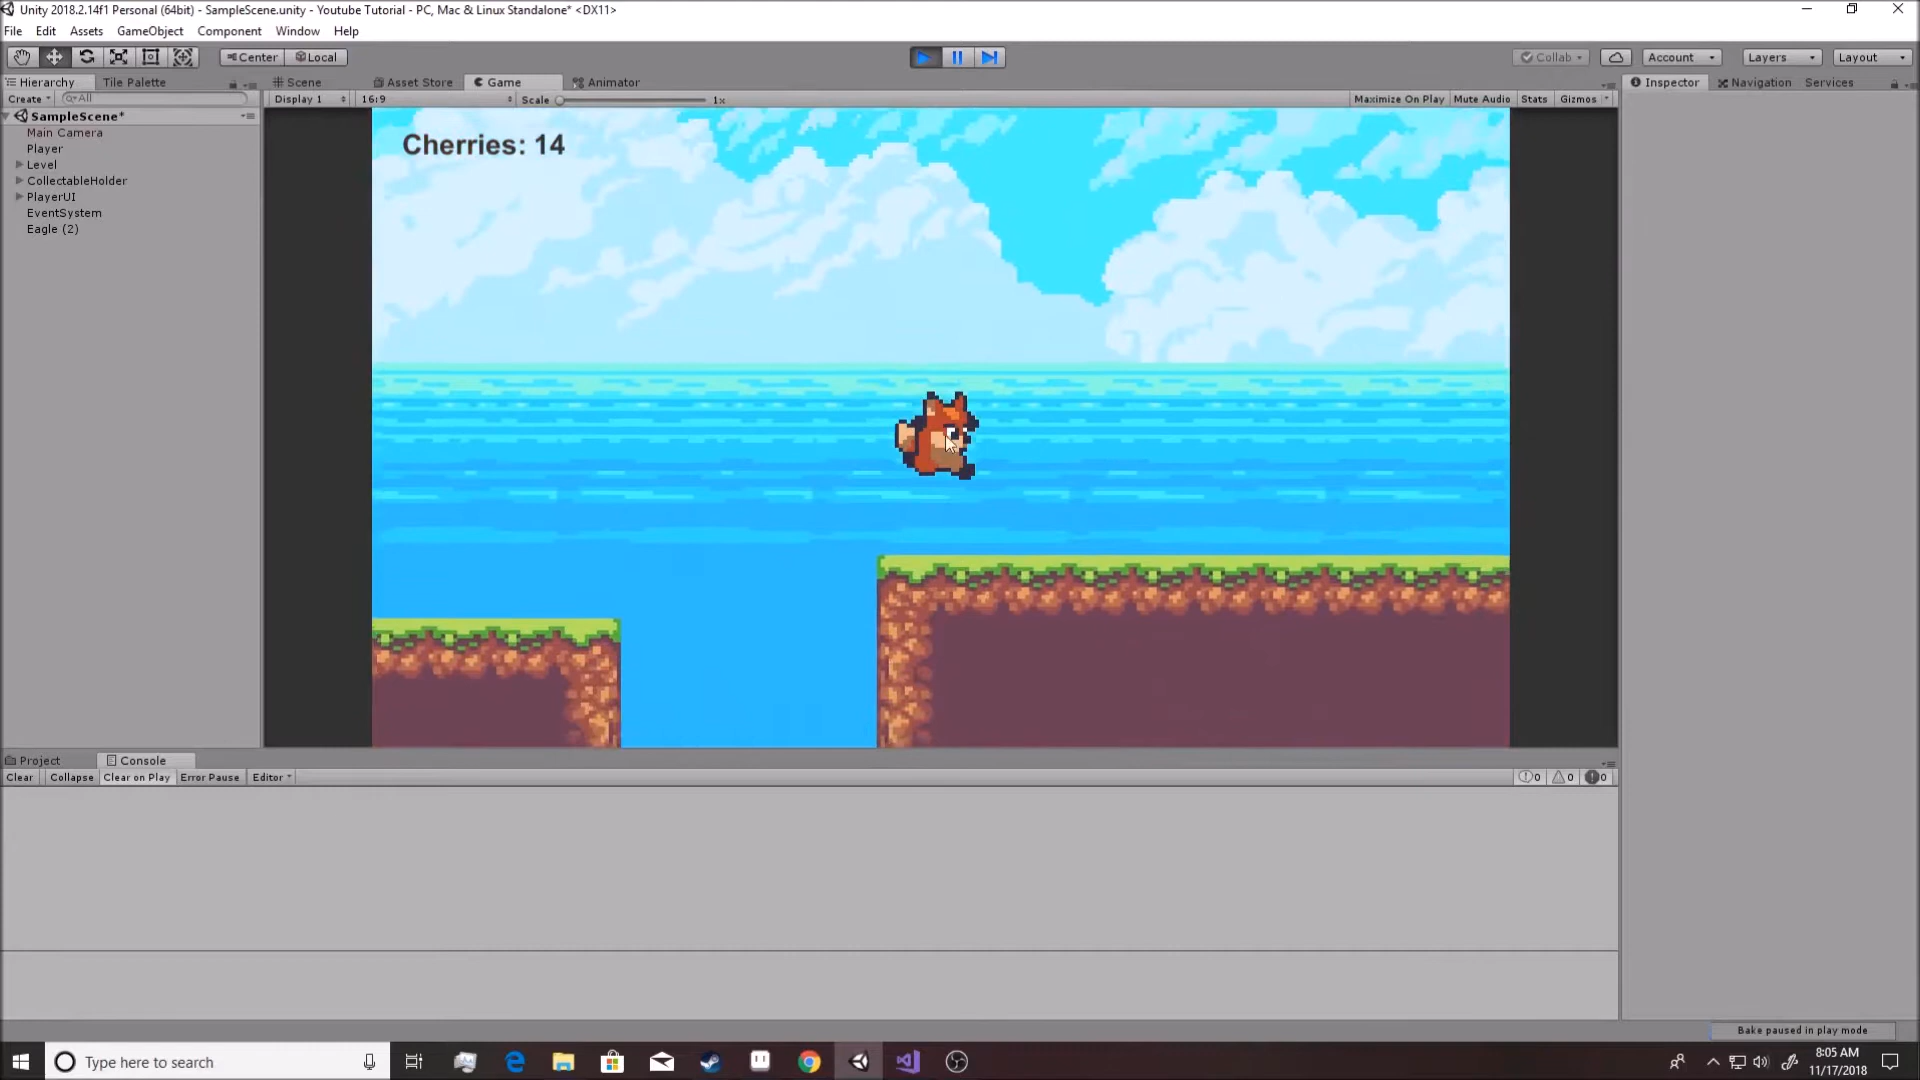 Unity 2018.2.14f1 Personal (64bit) - SampleScene.unity - Youtube Tutorial - PC, Mac & Linux Standalone* <DX11>
File Edit Assets GameObject Component Window Help
Center Local Collab Account Layers Layout
Hierarchy Tile Palette Scene Asset Store Game Animator Inspector Navigation Services
Create All Display 1 16:9 Scale 1x Maximize On Play Mute Audio Stats Gizmos
SampleScene*
Main Camera
Player
Level
CollectableHolder
PlayerUI
EventSystem
Eagle (2)
Cherries: 14
Project Console
Clear Collapse Clear on Play Error Pause Editor 0 0 0
Bake paused in play mode
Type here to search
8:05 AM
11/17/2018